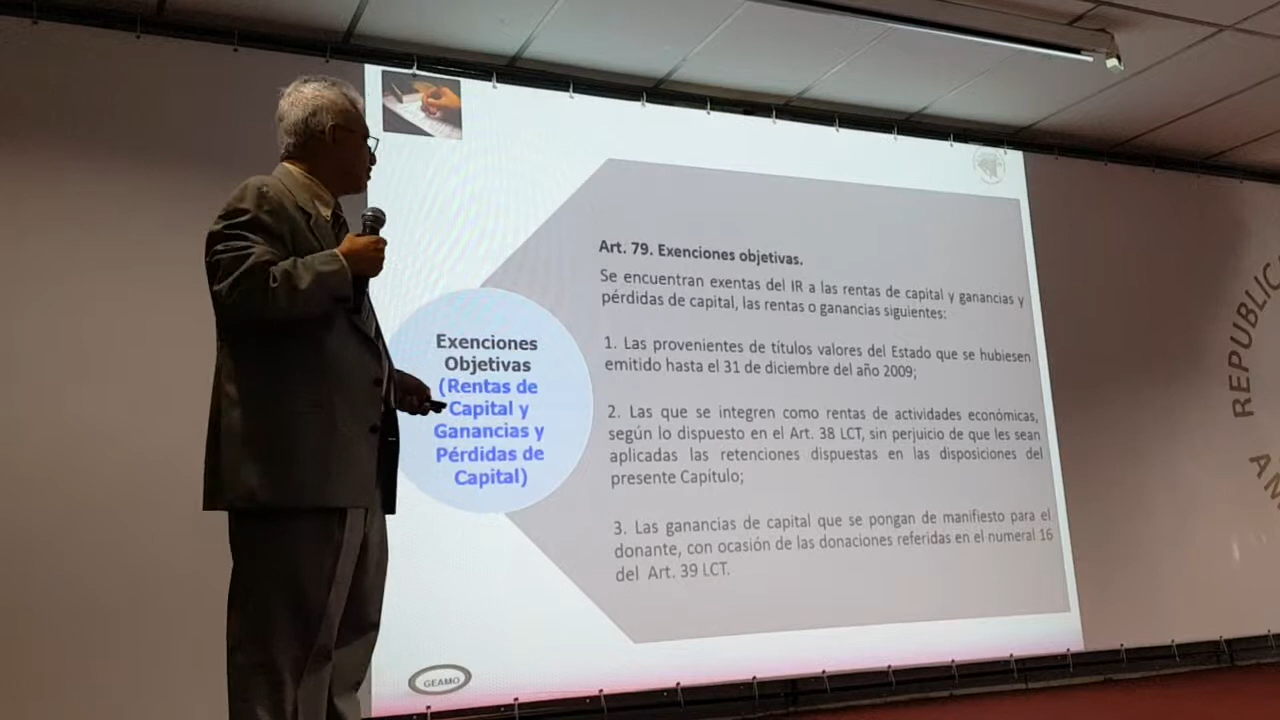 Exenciones
Objetivas
(Rentas de
Capital y
Ganancias y
Pérdidas de
Capital)
Art. 79. Exenciones objetivas.
Se encuentran exentas del IR a las rentas de capital y ganancias y
pérdidas de capital, las rentas o ganancias siguientes:
1. Las provenientes de títulos valores del Estado que se hubiesen
emitido hasta el 31 de diciembre del año 2009;
2. Las que se integren como rentas de actividades económicas,
según lo dispuesto en el Art. 38 LCT, sin perjuicio de que les sean
aplicadas las retenciones dispuestas en las disposiciones del
presente Capítulo;
3. Las ganancias de capital que se pongan de manifiesto para el
donante, con ocasión de las donaciones referidas en el numeral 16
del Art. 39 LCT.
GEAMO
REPUBLIC
AM